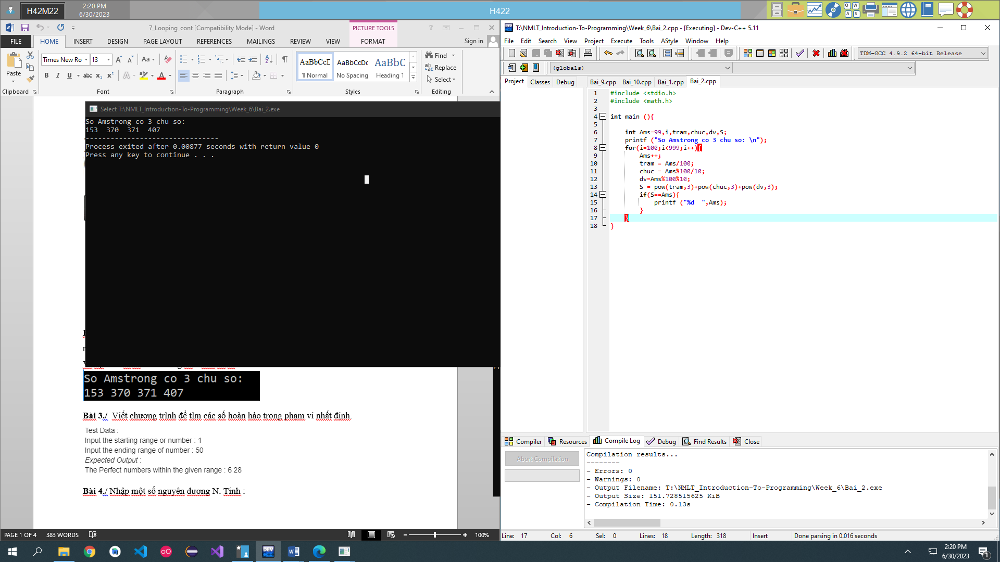 H42M22
2:20 PM
6/30/2023
H422
7_Looping_cont [Compatibility Mode] - Word
PICTURE TOOLS
FILE
HOME
INSERT
DESIGN
PAGE LAYOUT
REFERENCES
MAILINGS
REVIEW
VIEW
FORMAT
Sign in
Times New Ro
13
Find
Replace
Select
Paste
AaBbCcD
AaBbCcDc
AaBbC
¶ Normal
No Spacing
Heading 1
Clipboard
Font
Paragraph
Styles
Editing
Select T:\NMLT_Introduction-To-Programming\Week_6\Bai_2.exe
So Amstrong co 3 chu so:
153  370  371  407
--------------------------------
Process exited after 0.00877 seconds with return value 0
Press any key to continue . . .
So Amstrong co 3 chu so:
153 370 371 407
Bài 3./ Viết chương trình để tìm các số hoàn hảo trong phạm vi nhất định.
Test Data :
Input the starting range or number : 1
Input the ending range of number : 50
Expected Output :
The Perfect numbers within the given range : 6 28
Bài 4./ Nhập một số nguyên dương N. Tính :
PAGE 1 OF 4
383 WORDS
100%
T:\NMLT_Introduction-To-Programming\Week_6\Bai_2.cpp - [Executing] - Dev-C++ 5.11
File Edit Search View Project Execute Tools AStyle Window Help
TDM-GCC 4.9.2 64-bit Release
(globals)
Project Classes Debug
Bai_9.cpp Bai_10.cpp Bai_1.cpp Bai_2.cpp
1 #include <stdio.h>
2 #include <math.h>
3
4 int main (){
5
6 int Ams=99,i,tram,chuc,dv,S;
7 printf ("So Amstrong co 3 chu so: \n");
8 for(i=100;i<999;i++){
9 Ams++;
10 tram = Ams/100;
11 chuc = Ams%100/10;
12 dv=Ams%100%10;
13 S = pow(tram,3)+pow(chuc,3)+pow(dv,3);
14 if(S==Ams){
15 printf ("%d  ",Ams);
16 }
17 }
18 }
Compiler Resources Compile Log Debug Find Results Close
Abort Compilation
Compilation results...
--------
- Errors: 0
- Warnings: 0
- Output Filename: T:\NMLT_Introduction-To-Programming\Week_6\Bai_2.exe
- Output Size: 151.728515625 KiB
- Compilation Time: 0.13s
Line: 17 Col: 6 Sel: 0 Lines: 18 Length: 318 Insert Done parsing in 0.016 seconds
2:20 PM
6/30/2023
1